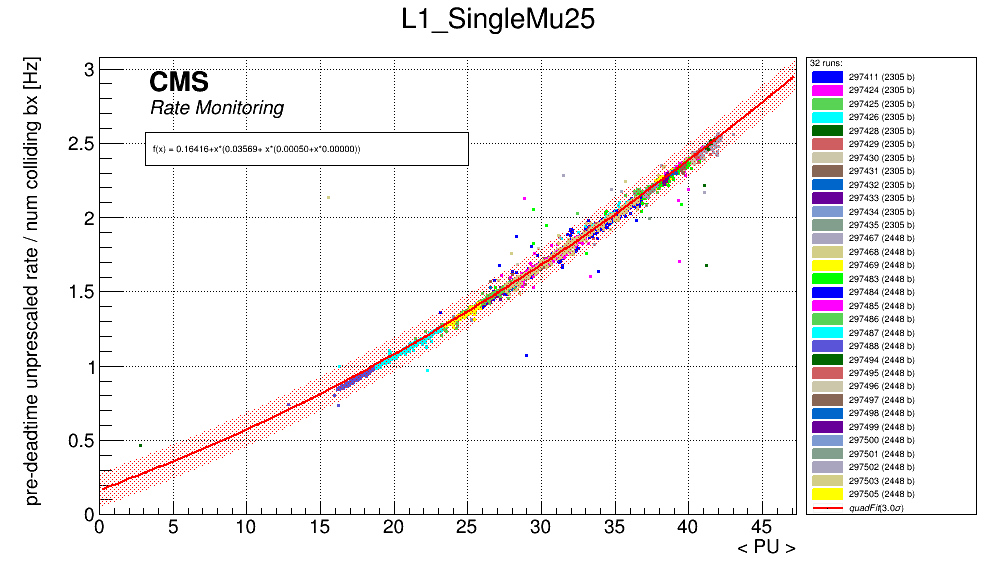 L1_SingleMu25
pre-deadtime unprescaled rate / num colliding bx [Hz]
CMS
Rate Monitoring
f(x) = 0.16416+x*(0.03569+ x*(0.00050+x*0.00000))
3
2.5
2
1.5
1
0.5
0
0 5 10 15 20 25 30 35 40 45
< PU >
32 runs:
297411 (2305 b)
297424 (2305 b)
297425 (2305 b)
297426 (2305 b)
297428 (2305 b)
297429 (2305 b)
297430 (2305 b)
297431 (2305 b)
297432 (2305 b)
297433 (2305 b)
297434 (2305 b)
297435 (2305 b)
297467 (2448 b)
297468 (2448 b)
297469 (2448 b)
297483 (2448 b)
297484 (2448 b)
297485 (2448 b)
297486 (2448 b)
297487 (2448 b)
297488 (2448 b)
297494 (2448 b)
297495 (2448 b)
297496 (2448 b)
297497 (2448 b)
297498 (2448 b)
297499 (2448 b)
297500 (2448 b)
297501 (2448 b)
297502 (2448 b)
297503 (2448 b)
297505 (2448 b)
quadFit(3.0σ)